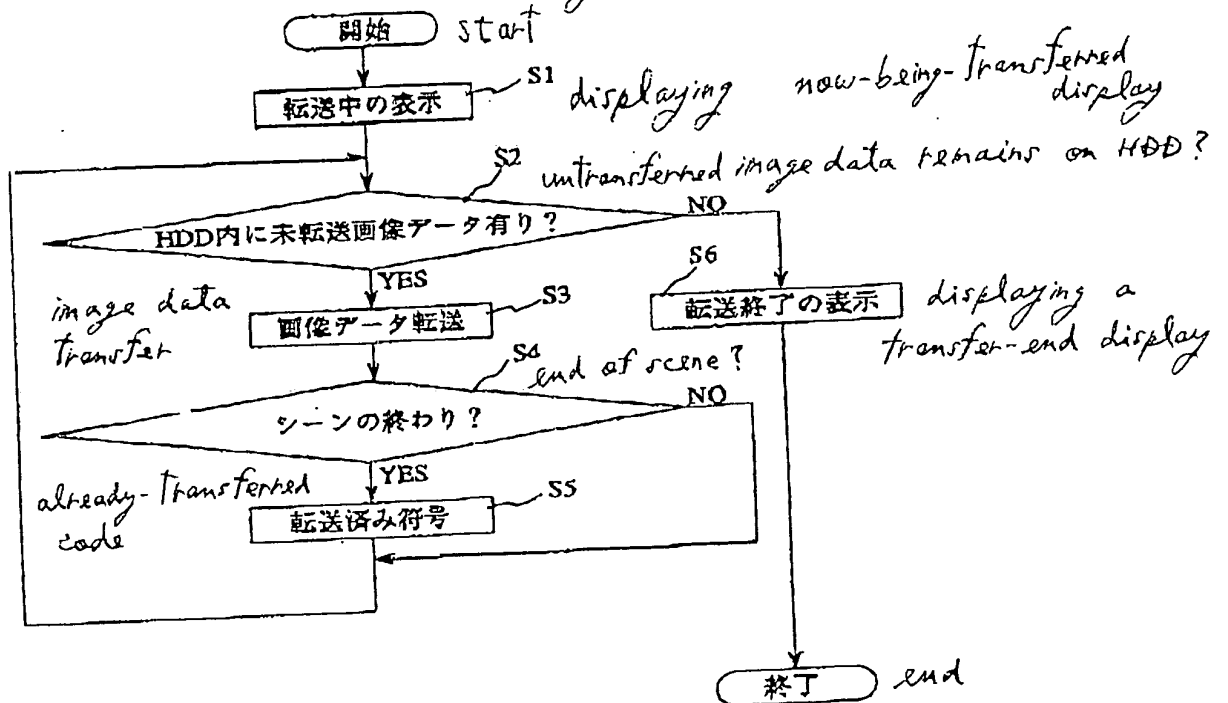 開始 start
S1
転送中の表示 displaying now-being-transferred
display
S2
untransferred image data remains on HDD?
HDD内に未転送画像データ有り?
NO
YES
S6
転送終了の表示
displaying a
transfer-end display
image data
transfer
S3
画像データ転送
S4
end of scene?
シーンの終わり?
NO
YES
already-transferred
code
S5
転送済み符号
終了 end